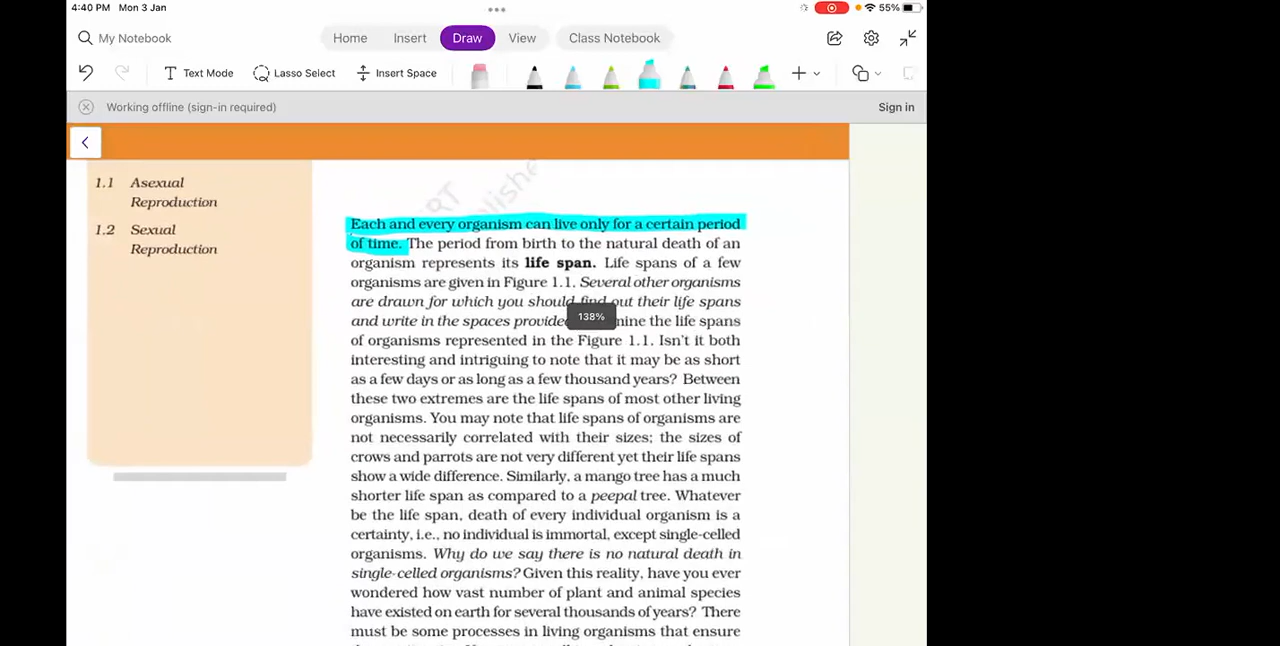 4:40 PM Mon 3 Jan
55%
My Notebook
Home Insert Draw View Class Notebook
Text Mode Lasso Select Insert Space
Working offline (sign-in required) Sign in
1.1 Asexual
Reproduction
1.2 Sexual
Reproduction
Each and every organism can live only for a certain period
of time. The period from birth to the natural death of an
organism represents its life span. Life spans of a few
organisms are given in Figure 1.1. Several other organisms
are drawn for which you should find out their life spans
and write in the spaces provided mine the life spans
138%
of organisms represented in the Figure 1.1. Isn't it both
interesting and intriguing to note that it may be as short
as a few days or as long as a few thousand years? Between
these two extremes are the life spans of most other living
organisms. You may note that life spans of organisms are
not necessarily correlated with their sizes; the sizes of
crows and parrots are not very different yet their life spans
show a wide difference. Similarly, a mango tree has a much
shorter life span as compared to a peepal tree. Whatever
be the life span, death of every individual organism is a
certainty, i.e., no individual is immortal, except single-celled
organisms. Why do we say there is no natural death in
single-celled organisms? Given this reality, have you ever
wondered how vast number of plant and animal species
have existed on earth for several thousands of years? There
must be some processes in living organisms that ensure